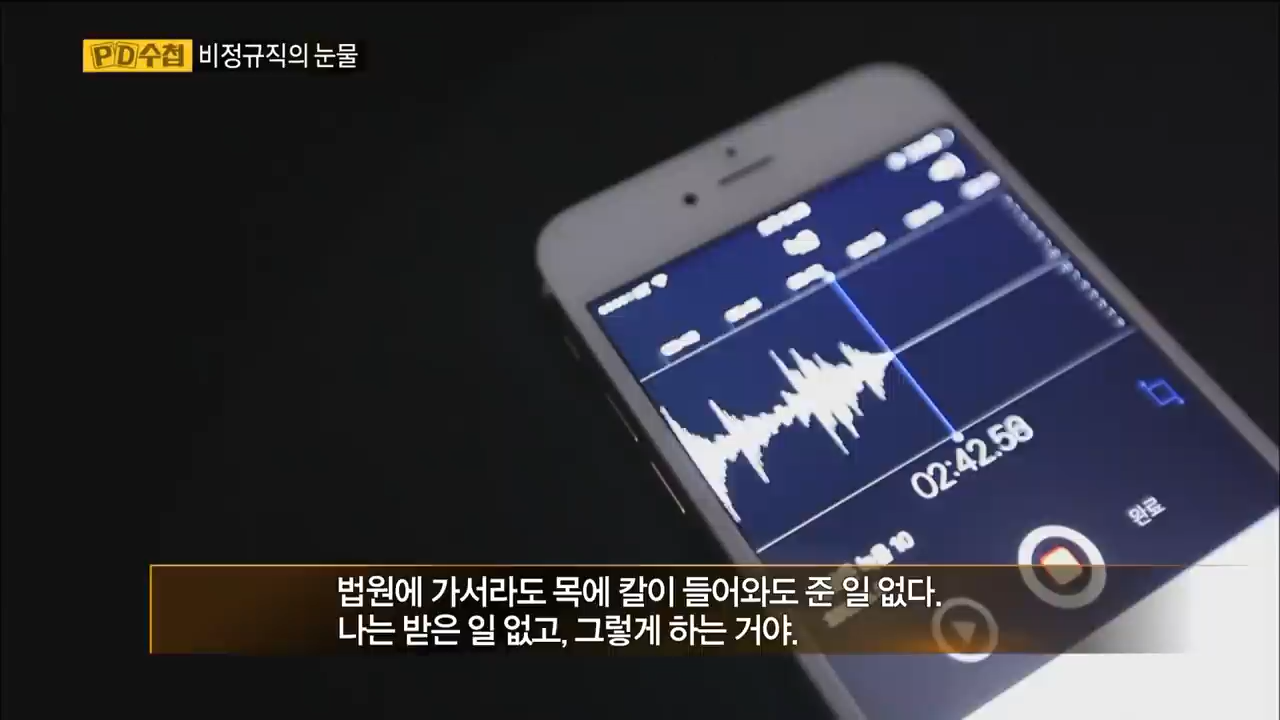 PD수첩 비정규직의 눈물
02:42.58
완료
법원에 가서라도 목에 칼이 들어와도 준 일 없다.
나는 받은 일 없고, 그렇게 하는 거야.